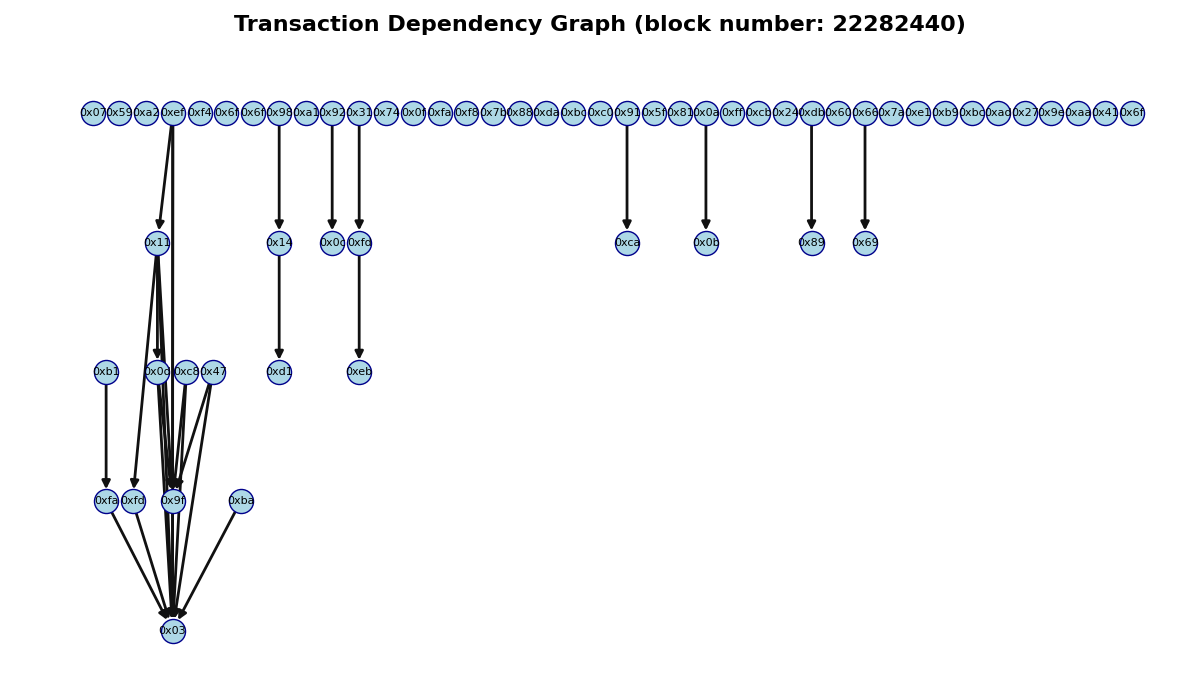 Transaction Dependency Graph (block number: 22282440)
0x07 0x59 0xa2 0xef 0xf4 0x6f 0x6f 0x98 0xa1 0x92 0x31 0x74 0x0f 0xfa 0xf8 0x7b 0x88 0xda 0xbc 0xc0 0x91 0x5f 0x81 0x0a 0xff 0xcb 0x24 0xdb 0x60 0x66 0x7a 0xe1 0xb9 0xbc 0xad 0x27 0x9e 0xaa 0x41 0x6f
0x11 0x14 0x0c 0xfd 0xca 0x0b 0x89 0x69
0xb1 0x0d 0xc8 0x47 0xd1 0xeb
0xfa 0xfd 0x9f 0xba
0x03